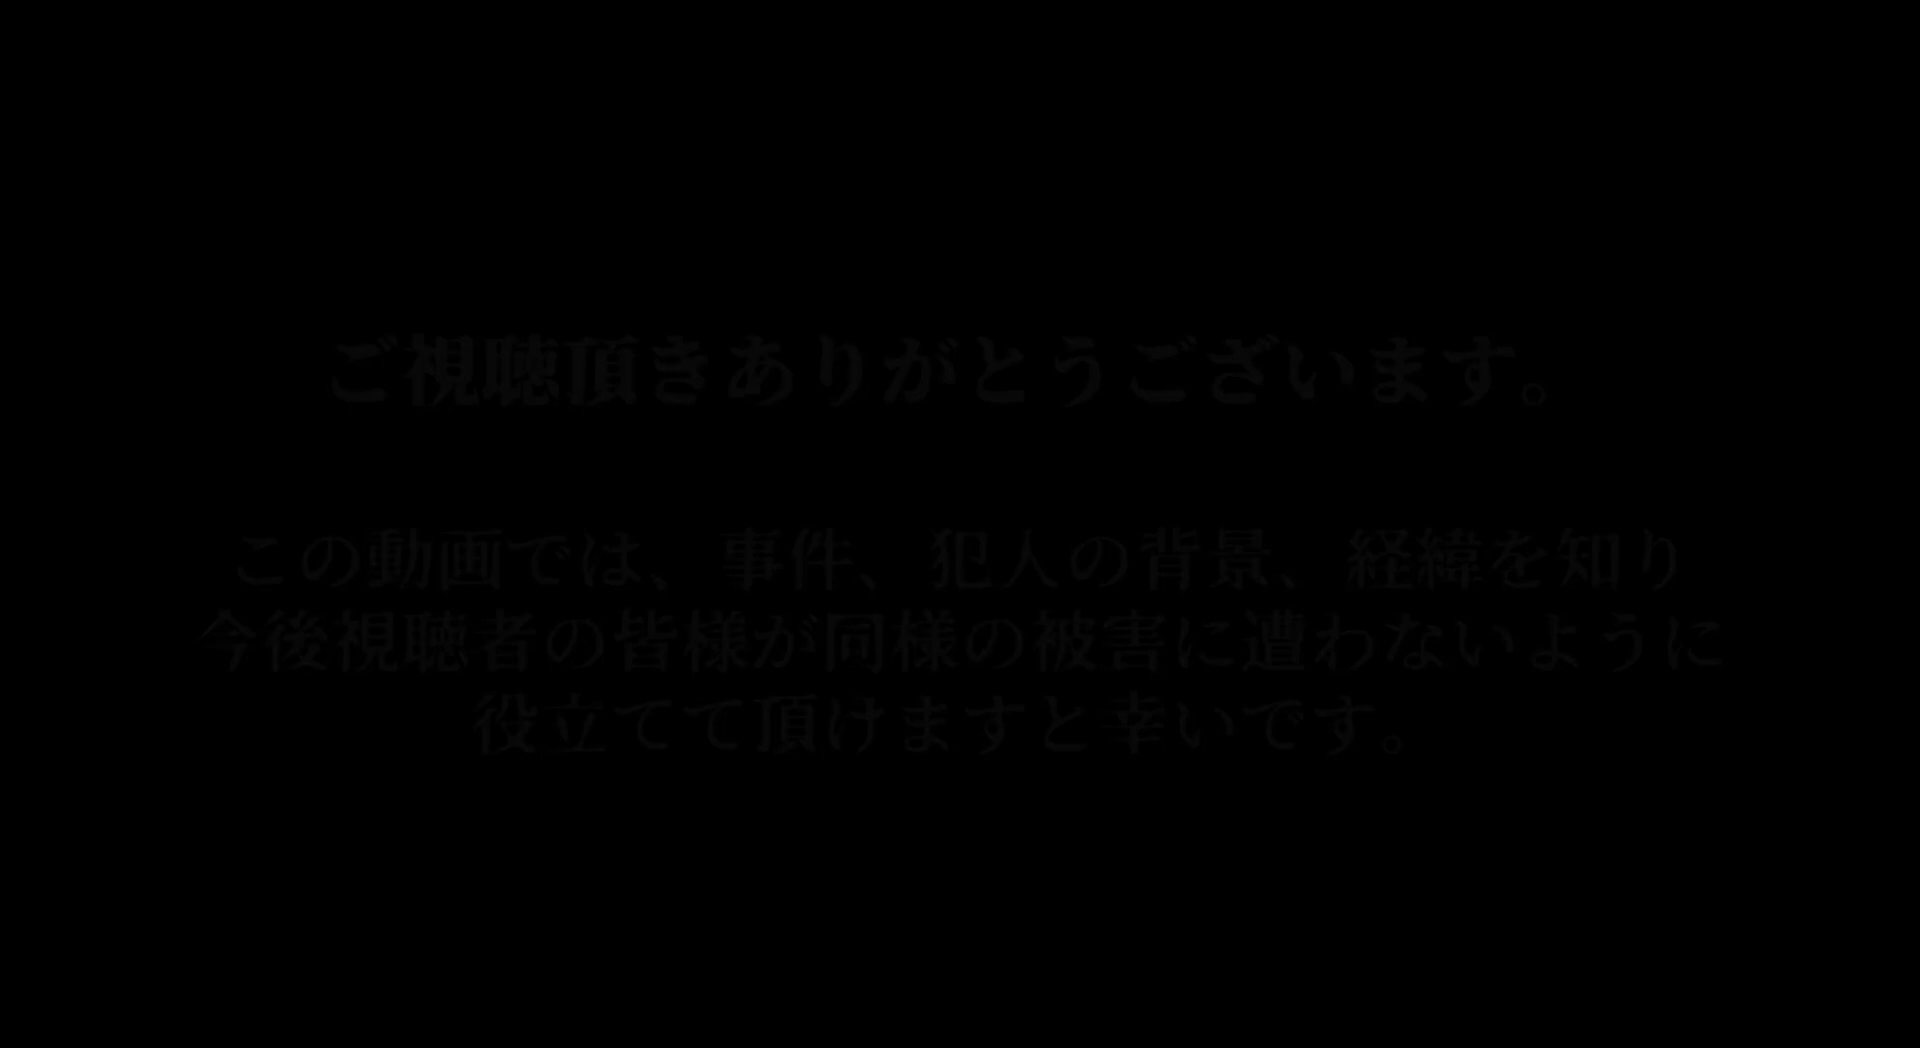 ご視聴頂きありがとうございます。
この動画では、事件、犯人の背景、経緯を知り
今後視聴者の皆様が同様の被害に遭わないように
役立てて頂けますと幸いです。